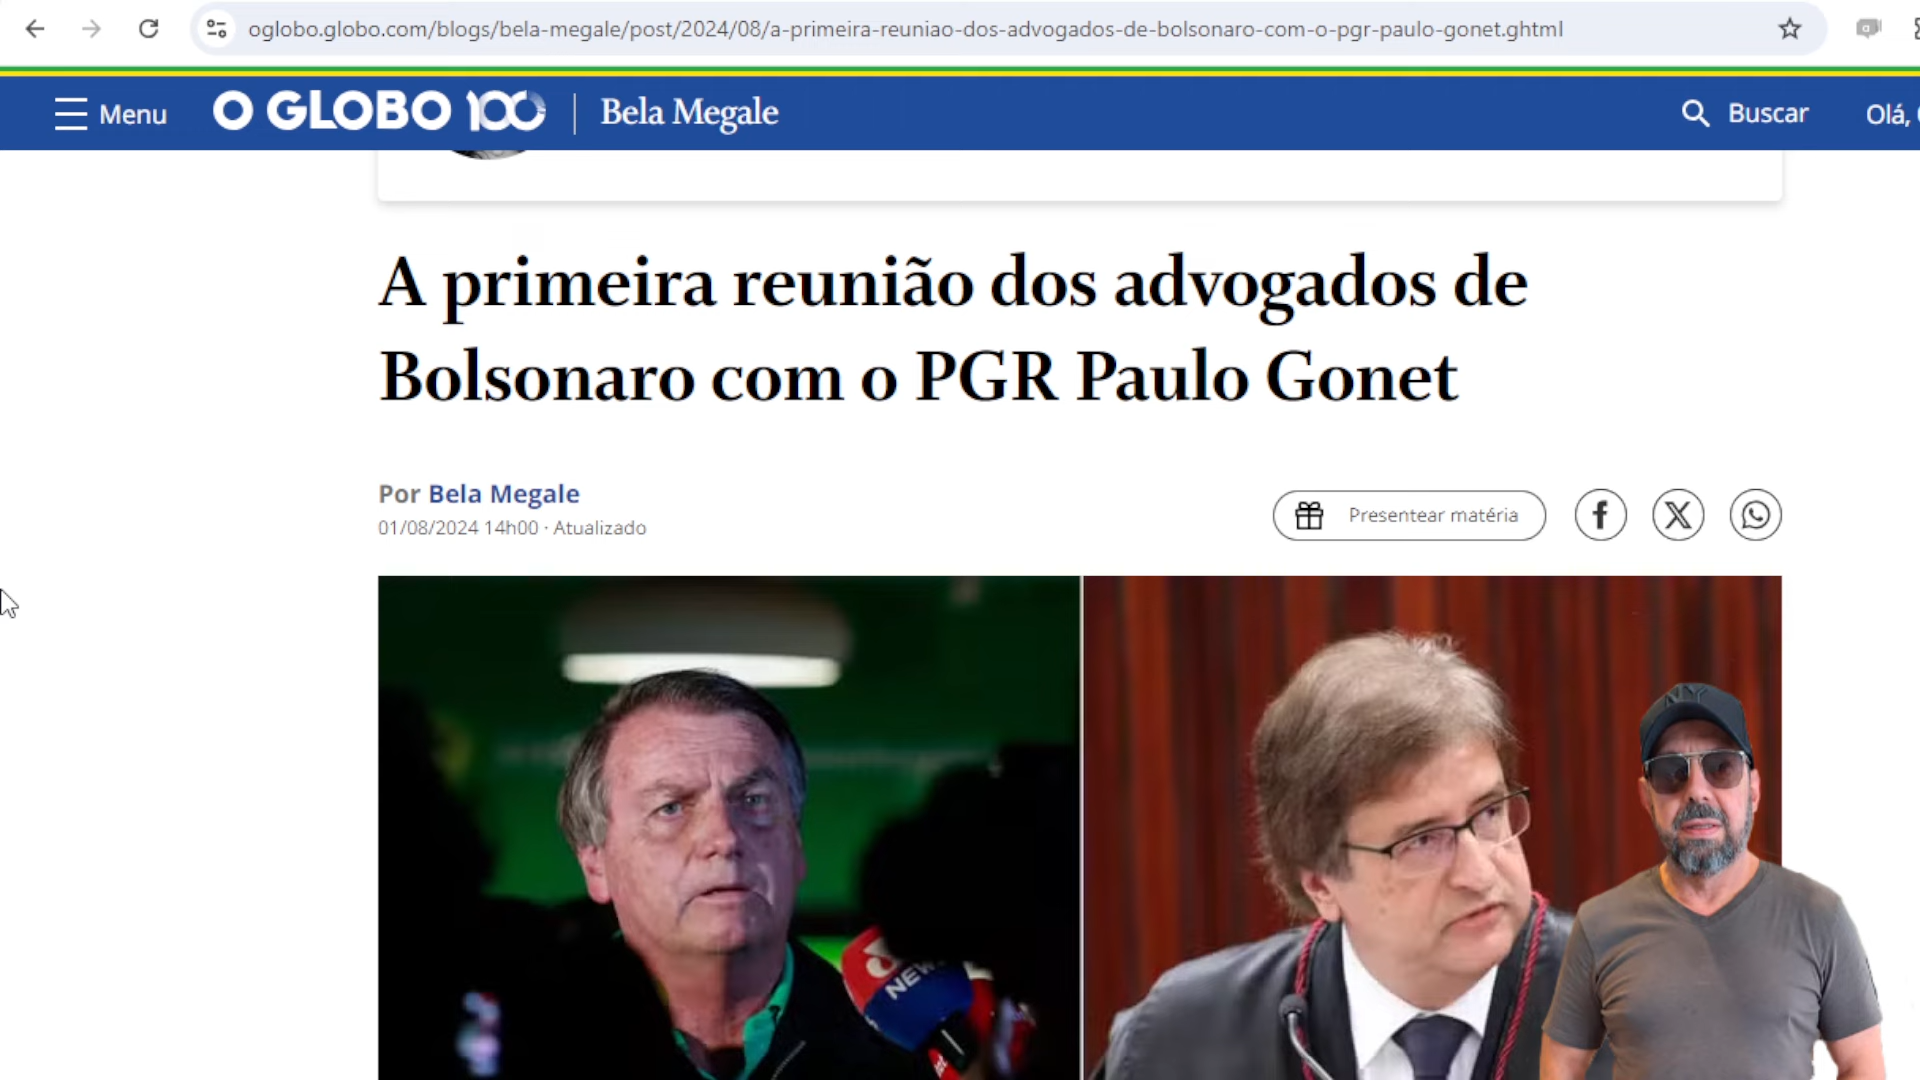 oglobo.globo.com/blogs/bela-megale/post/2024/08/a-primeira-reuniao-dos-advogados-de-bolsonaro-com-o-pgr-paulo-gonet.ghtml
Menu O GLOBO 100 Bela Megale Buscar Olá,
A primeira reunião dos advogados de
Bolsonaro com o PGR Paulo Gonet
Por Bela Megale
01/08/2024 14h00 · Atualizado
Presentear matéria
NEWS
NY